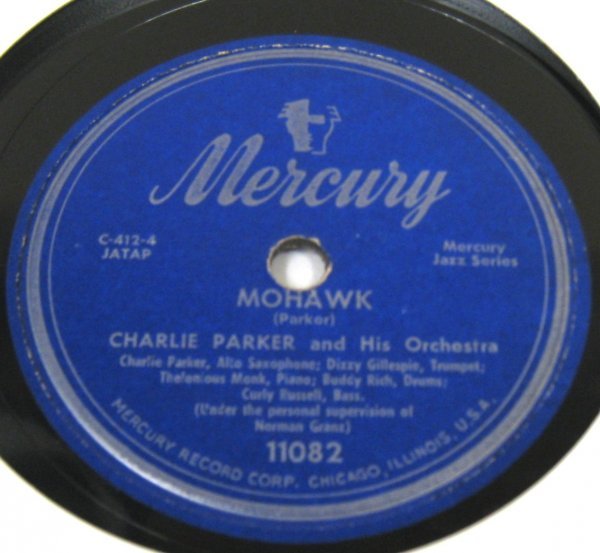 Mercury
C-412-4
JATAP
Mercury
Jazz Series
MOHAWK
(Parker)
CHARLIE PARKER and His Orchestra
Charlie Parker, Alto Saxophone; Dizzy Gillespie, Trumpet;
Thelonious Monk, Piano; Buddy Rich, Drums;
Curly Russell, Bass.
(Under the personal supervision of
Norman Granz)
11082
MERCURY RECORD CORP. CHICAGO, ILLINOIS, U.S.A.